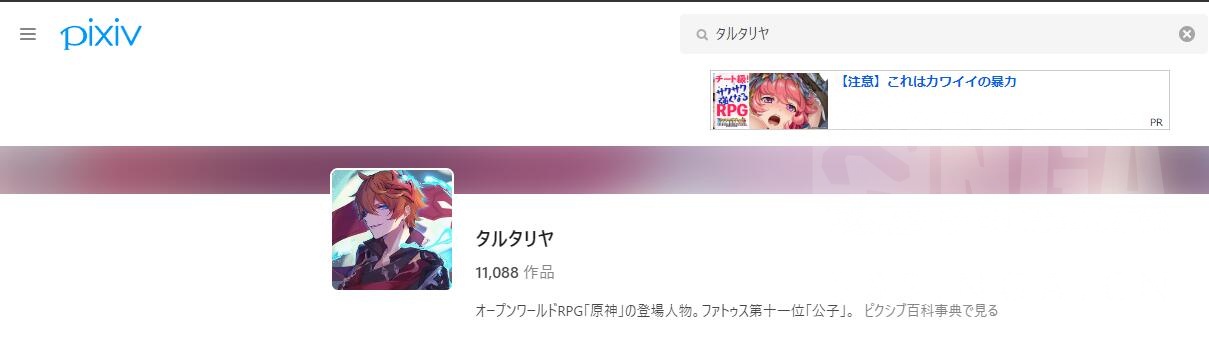 pixiv
タルタリヤ
チート級!
サクサク
強くなる
RPG
【注意】これはカワイイの暴力
PR
タルタリヤ
11,088 作品
オープンワールドRPG「原神」の登場人物。ファトゥス第十一位「公子」。 ピクシブ百科事典で見る